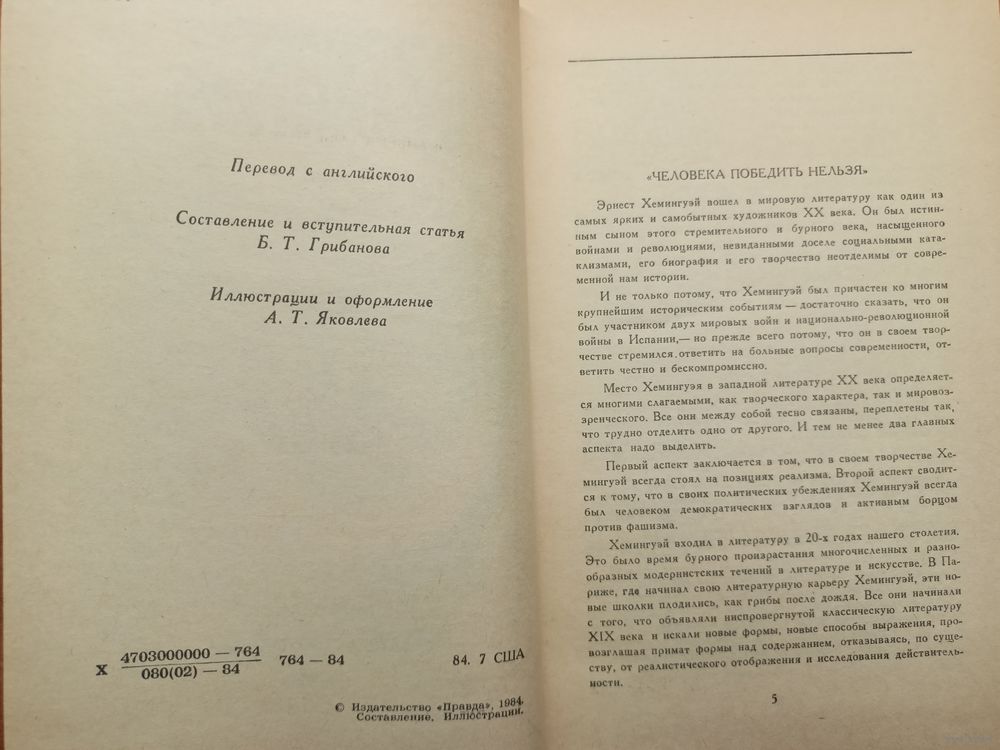 Перевод с английского
Составление и вступительная статья
Б. Т. Грибанова
Иллюстрации и оформление
А. Т. Яковлева
X 4703000000 — 764
080(02) — 84
764 — 84
84. 7 США
© Издательство «Правда», 1984.
Составление. Иллюстрации.
«ЧЕЛОВЕКА ПОБЕДИТЬ НЕЛЬЗЯ»
Эрнест Хемингуэй вошел в мировую литературу как один из
самых ярких и самобытных художников XX века. Он был истин-
ным сыном этого стремительного и бурного века, насыщенного
войнами и революциями, невиданными доселе социальными ката-
клизмами, его биография и его творчество неотделимы от совре-
менной нам истории.
И не только потому, что Хемингуэй был причастен ко многим
крупнейшим историческим событиям — достаточно сказать, что он
был участником двух мировых войн и национально-революционной
войны в Испании,— но прежде всего потому, что он в своем твор-
честве стремился ответить на больные вопросы современности, от-
ветить честно и бескомпромиссно.
Место Хемингуэя в западной литературе XX века определяет-
ся многими слагаемыми, как творческого характера, так и мировоз-
зренческого. Все они между собой тесно связаны, переплетены так,
что трудно отделить одно от другого. И тем не менее два главных
аспекта надо выделить.
Первый аспект заключается в том, что в своем творчестве Хе-
мингуэй всегда стоял на позициях реализма. Второй аспект сводит-
ся к тому, что в своих политических убеждениях Хемингуэй всегда
был человеком демократических взглядов и активным борцом
против фашизма.
Хемингуэй входил в литературу в 20-х годах нашего столетия.
Это было время бурного произрастания многочисленных и разно-
образных модернистских течений в литературе и искусстве. В Па-
риже, где начинал свою литературную карьеру Хемингуэй, эти но-
вые школки плодились, как грибы после дождя. Все они начинали
с того, что объявляли ниспровергнутой классическую литературу
XIX века и искали новые формы, новые способы выражения, про-
возглашая примат формы над содержанием, отказываясь, по суще-
ству, от реалистического отображения и исследования действитель-
ности.
5